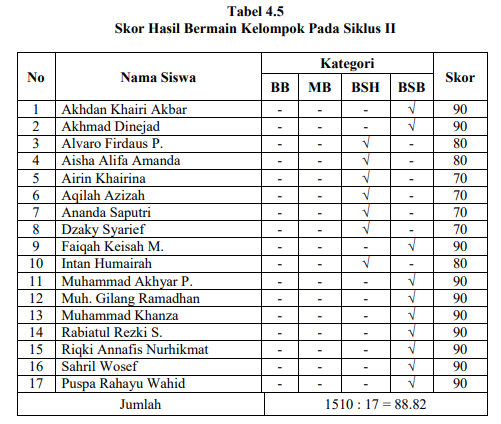 Tabel 4.5
Skor Hasil Bermain Kelompok Pada Siklus II
No Nama Siswa Kategori Skor
BB MB BSH BSB
1 Akhdan Khairi Akbar - - - √ 90
2 Akhmad Dinejad - - - √ 90
3 Alvaro Firdaus P. - - √ - 80
4 Aisha Alifa Amanda - - √ - 80
5 Airin Khairina - - √ - 70
6 Aqilah Azizah - - √ - 70
7 Ananda Saputri - - √ - 70
8 Dzaky Syarief - - √ - 70
9 Faiqah Keisah M. - - - √ 90
10 Intan Humairah - - √ - 80
11 Muhammad Akhyar P. - - - √ 90
12 Muh. Gilang Ramadhan - - - √ 90
13 Muhammad Khanza - - - √ 90
14 Rabiatul Rezki S. - - - √ 90
15 Riqki Annafis Nurhikmat - - - √ 90
16 Sahril Wosef - - - √ 90
17 Puspa Rahayu Wahid - - - √ 90
Jumlah 1510 : 17 = 88.82